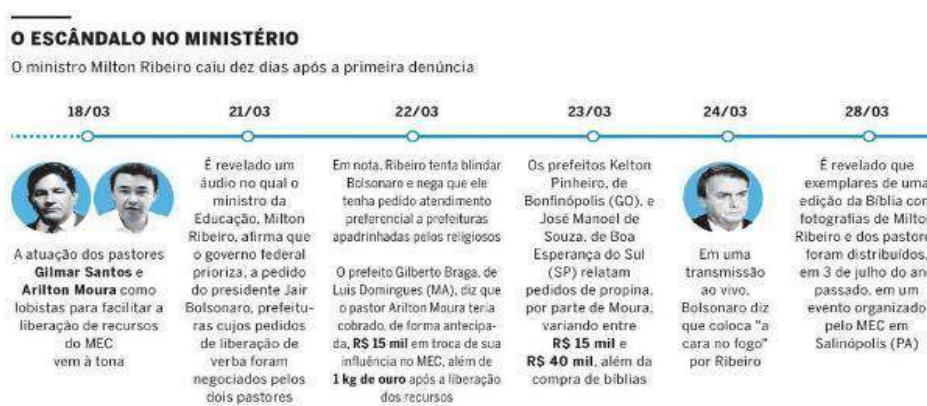 O ESCÂNDALO NO MINISTÉRIO
O ministro Milton Ribeiro caiu dez dias após a primeira denúncia
18/03
A atuação dos pastores
Gilmar Santos e
Arilton Moura como
lobistas para facilitar a
liberação de recursos
do MEC
vem à tona
21/03
É revelado um
áudio no qual o
ministro da
Educação, Milton
Ribeiro, afirma que
o governo federal
prioriza, a pedido
do presidente Jair
Bolsonaro, prefeitu-
ras cujos pedidos
de liberação de
verba foram
negociados pelos
dois pastores
22/03
Em nota, Ribeiro tenta blindar
Bolsonaro e nega que ele
tenha pedido atendimento
preferencial a prefeituras
apadrinhadas pelos religiosos
O prefeito Gilberto Braga, de
Luis Domingues (MA), diz que
o pastor Arilton Moura teria
cobrado, de forma antecipa-
da, R$ 15 mil em troca de sua
influência no MEC, além de
1 kg de ouro após a liberação
dos recursos
23/03
Os prefeitos Kelton
Pinheiro, de
Bonfinópolis (GO), e
José Manoel de
Souza, de Boa
Esperança do Sul
(SP) relatam
pedidos de propina,
por parte de Moura,
variando entre
R$ 15 mil e
R$ 40 mil, além da
compra de bíblias
24/03
Em uma
transmissão
ao vivo,
Bolsonaro diz
que coloca "a
cara no fogo"
por Ribeiro
28/03
É revelado que
exemplares de uma
edição da Bíblia con
fotografias de Milton
Ribeiro e dos pastore
foram distribuídos,
em 3 de julho do an
passado, em um
evento organizado
pelo MEC em
Salinópolis (PA)